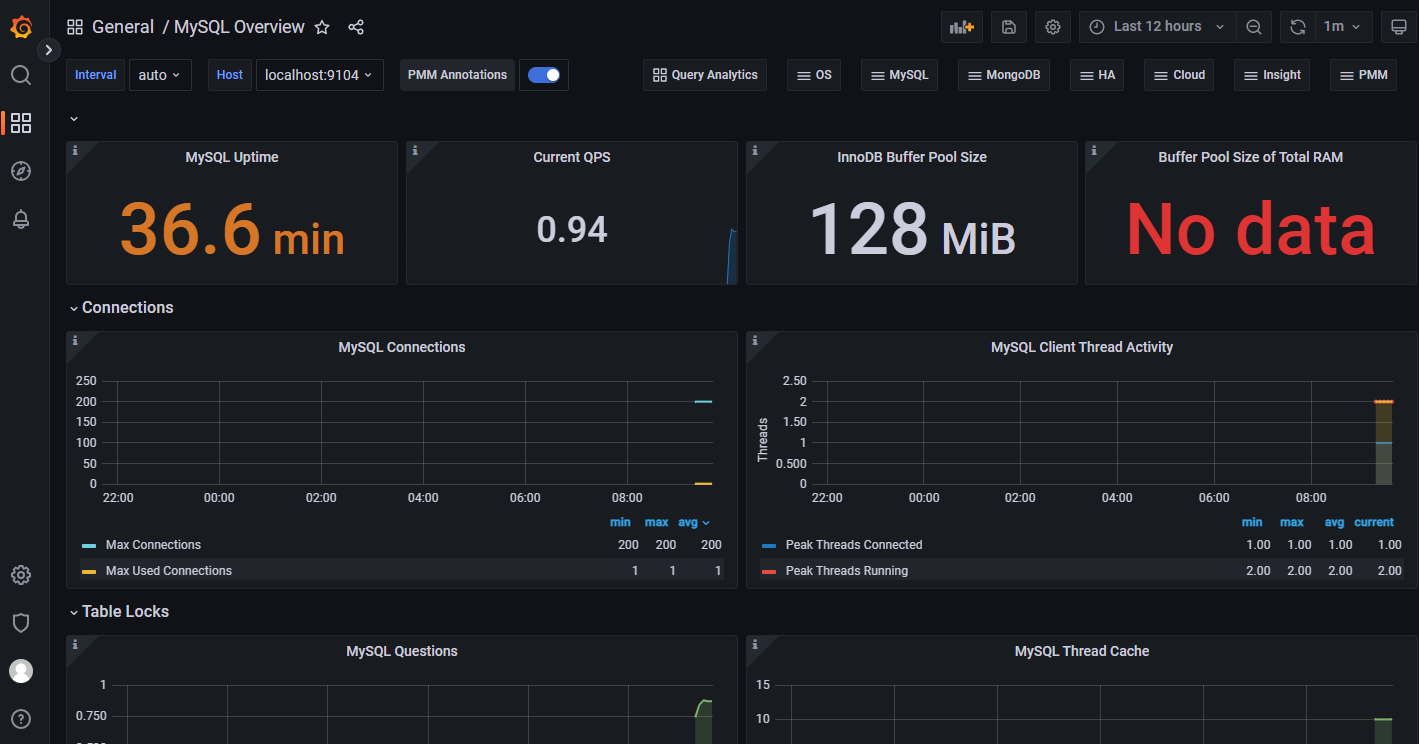 General / MySQL Overview Last 12 hours 1m
Interval auto Host localhost:9104 PMM Annotations Query Analytics OS MySQL MongoDB HA Cloud Insight PMM
MySQL Uptime
36.6 min
Current QPS
0.94
InnoDB Buffer Pool Size
128 MiB
Buffer Pool Size of Total RAM
No data
Connections
MySQL Connections
250
200
150
100
50
0
22:00 00:00 02:00 04:00 06:00 08:00
min max avg
Max Connections 200 200 200
Max Used Connections 1 1 1
MySQL Client Thread Activity
Threads
2.50
2
1.50
1
0.500
0
22:00 00:00 02:00 04:00 06:00 08:00
min max avg current
Peak Threads Connected 1.00 1.00 1.00 1.00
Peak Threads Running 2.00 2.00 2.00 2.00
Table Locks
MySQL Questions
1
0.750
MySQL Thread Cache
15
10